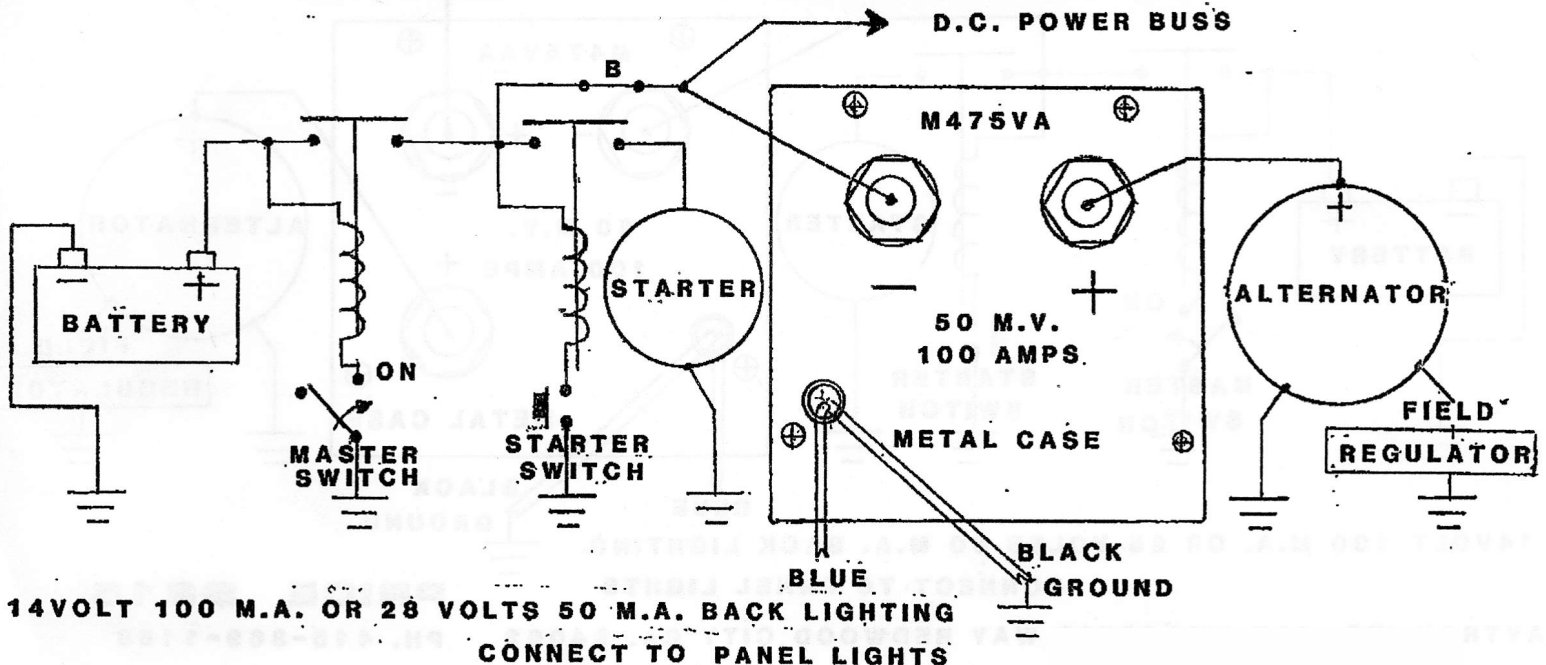 D.C. POWER BUSS
B
M475VA
BATTERY
ON
MASTER
SWITCH
STARTER
SWITCH
STARTER
50 M.V.
100 AMPS
METAL CASE
ALTERNATOR
FIELD
REGULATOR
BLUE
BLACK
GROUND
14VOLT 100 M.A. OR 28 VOLTS 50 M.A. BACK LIGHTING
CONNECT TO PANEL LIGHTS